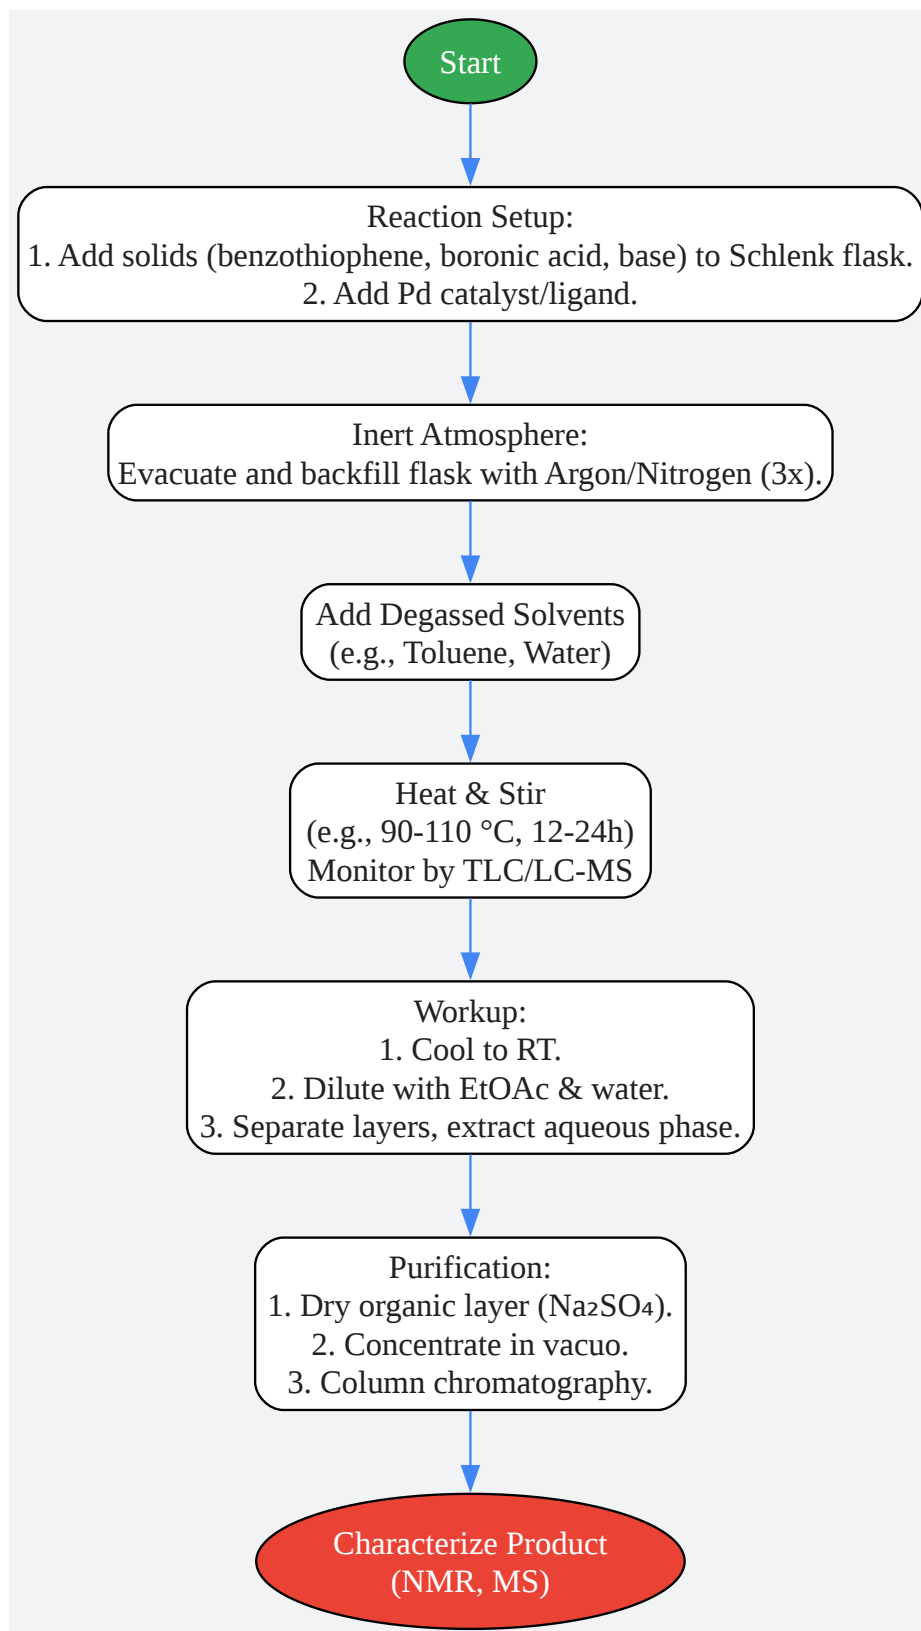 Start
Reaction Setup:
1. Add solids (benzothiophene, boronic acid, base) to Schlenk flask.
2. Add Pd catalyst/ligand.
Inert Atmosphere:
Evacuate and backfill flask with Argon/Nitrogen (3x).
Add Degassed Solvents
(e.g., Toluene, Water)
Heat & Stir
(e.g., 90-110 °C, 12-24h)
Monitor by TLC/LC-MS
Workup:
1. Cool to RT.
2. Dilute with EtOAc & water.
3. Separate layers, extract aqueous phase.
Purification:
1. Dry organic layer (Na₂SO₄).
2. Concentrate in vacuo.
3. Column chromatography.
Characterize Product
(NMR, MS)